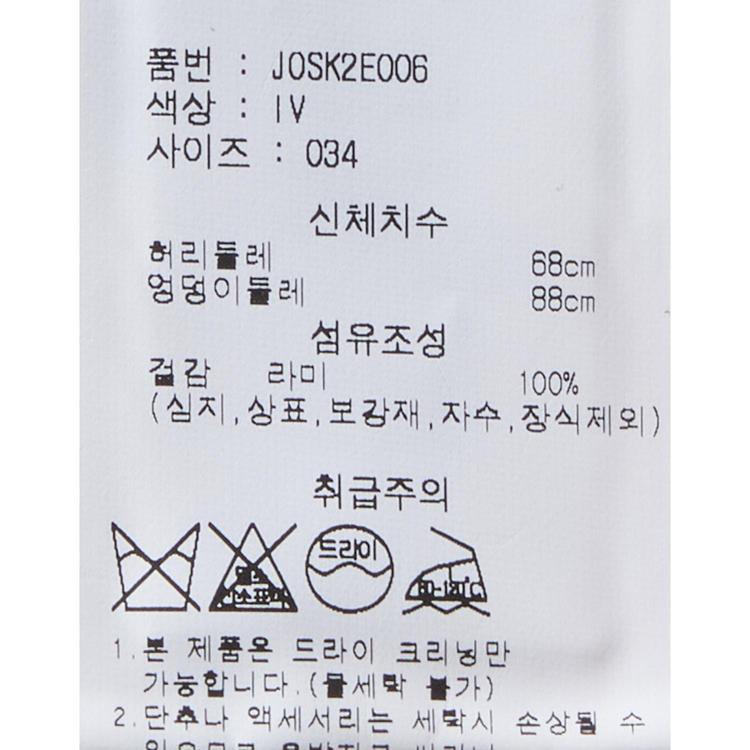 품번 : JOSK2E006
색상 : IV
사이즈 : 034
신체치수
허리둘레 68cm
엉덩이둘레 88cm
섬유조성
겉감 라미 100%
(심지,상표,보강재,자수,장식제외)
취급주의
드라이
80~120℃
1.본 제품은 드라이 크리닝만
가능합니다.(물세탁 불가)
2.단추나 액세서리는 세탁시 손상될 수